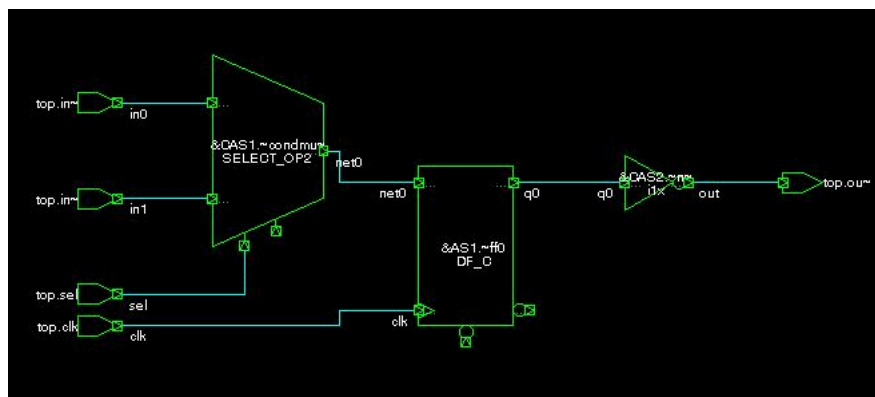 top.in~
in0
&CAS1.~condmu~
SELECT_OP2
net0
top.in~
in1
net0
...
...
q0
q0
&CAS2.~n~
i1x
out
top.ou~
&AS1.~ff0
DF_C
top.sel
sel
top.clk
clk
clk